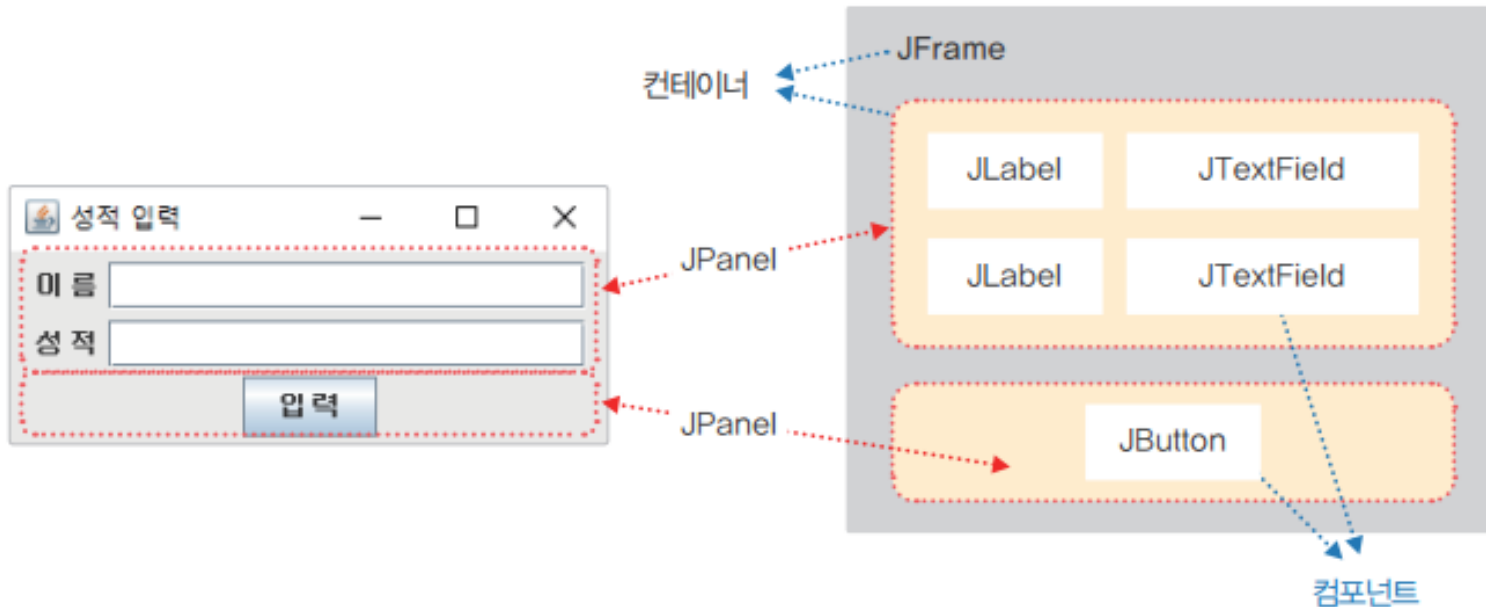 성적 입력
이 름
성 적
입 력
JPanel
JPanel
컨테이너
JFrame
JLabel JTextField
JLabel JTextField
JButton
컴포넌트